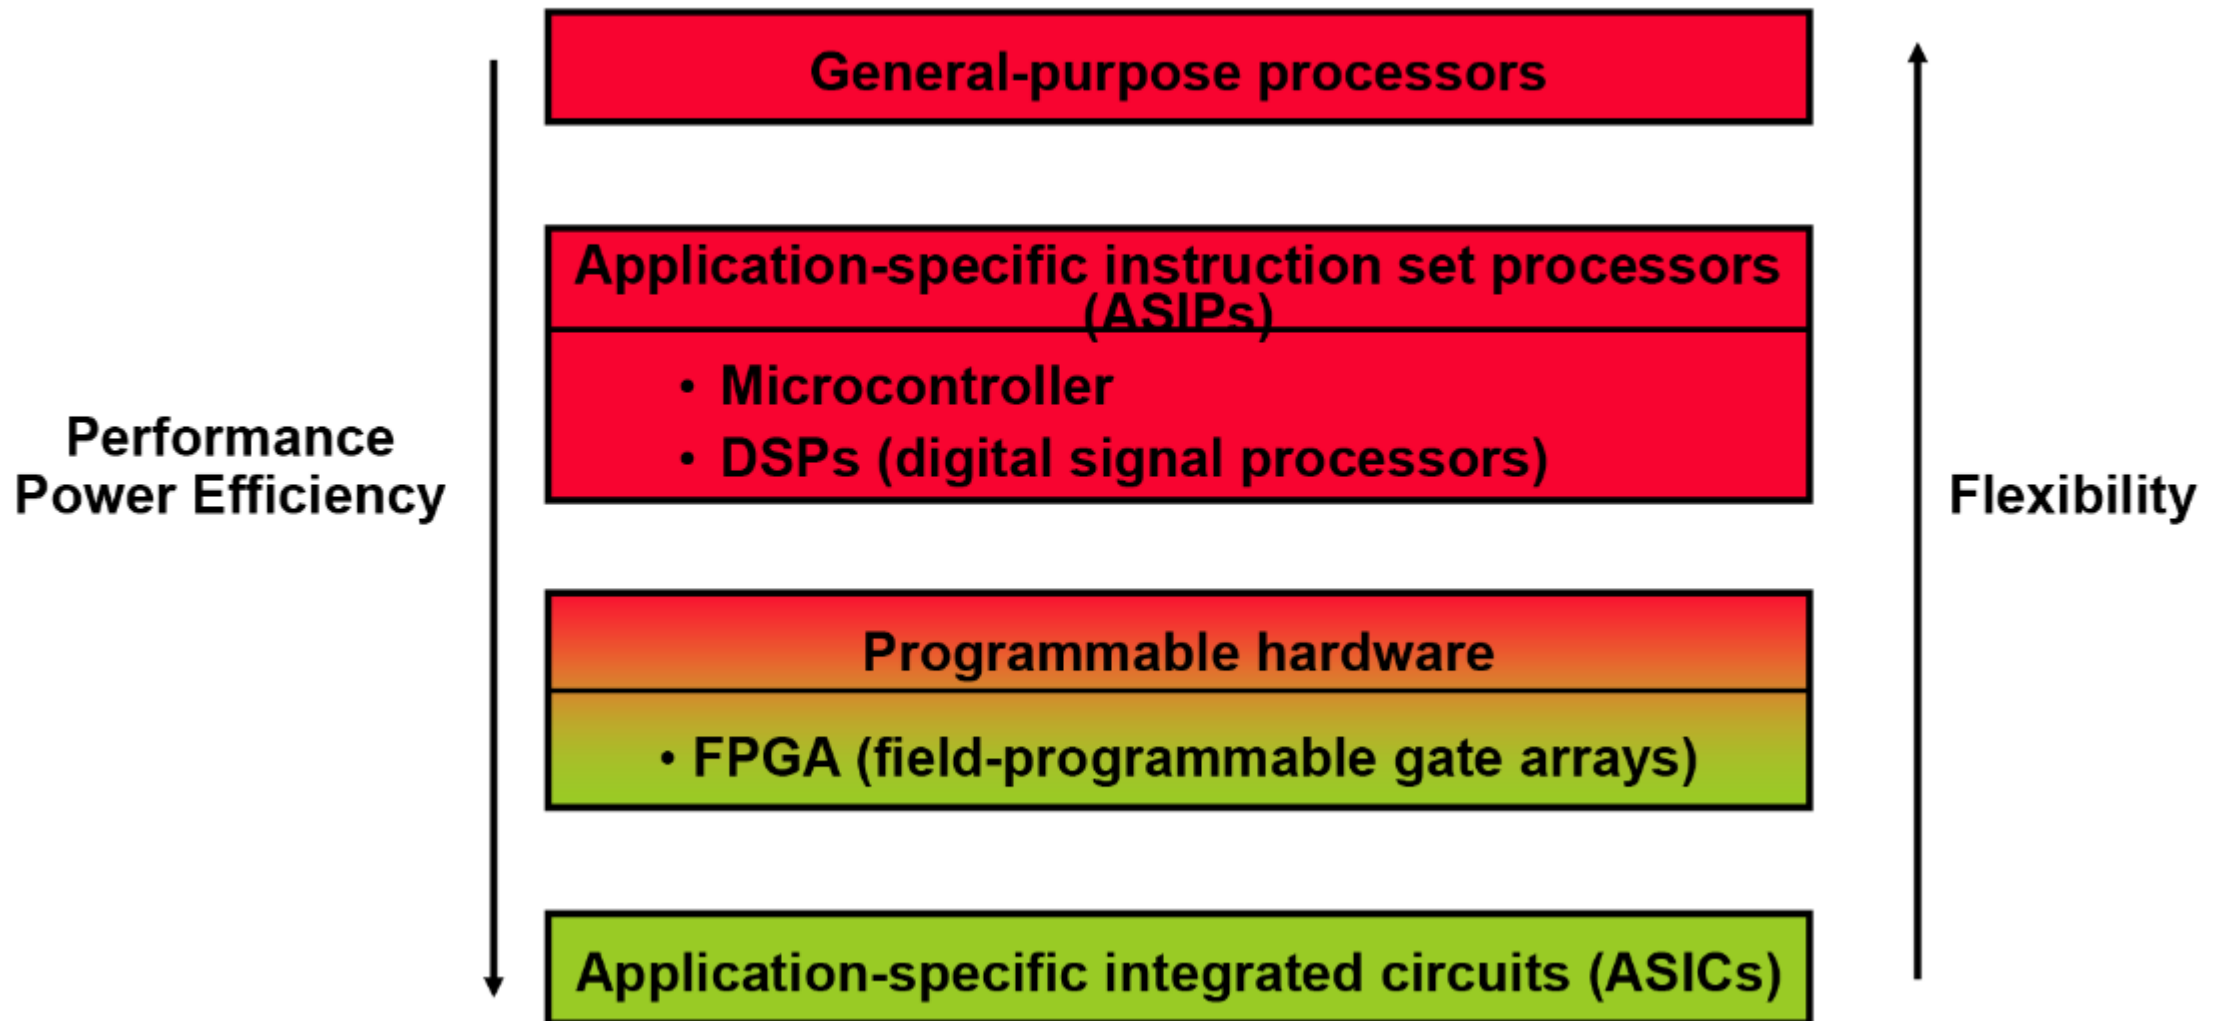 General-purpose processors
Application-specific instruction set processors
(ASIPs)
• Microcontroller
• DSPs (digital signal processors)
Performance
Power Efficiency
Flexibility
Programmable hardware
• FPGA (field-programmable gate arrays)
Application-specific integrated circuits (ASICs)